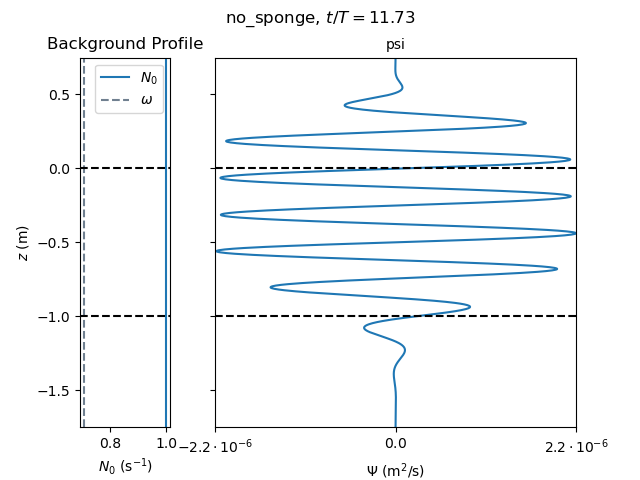 no_sponge, t/T = 11.73
Background Profile
psi
N₀
ω
0.5
0.0
−0.5
−1.0
−1.5
z (m)
0.8
1.0
−2.2 · 10⁻⁶
0.0
2.2 · 10⁻⁶
N₀ (s⁻¹)
Ψ (m²/s)